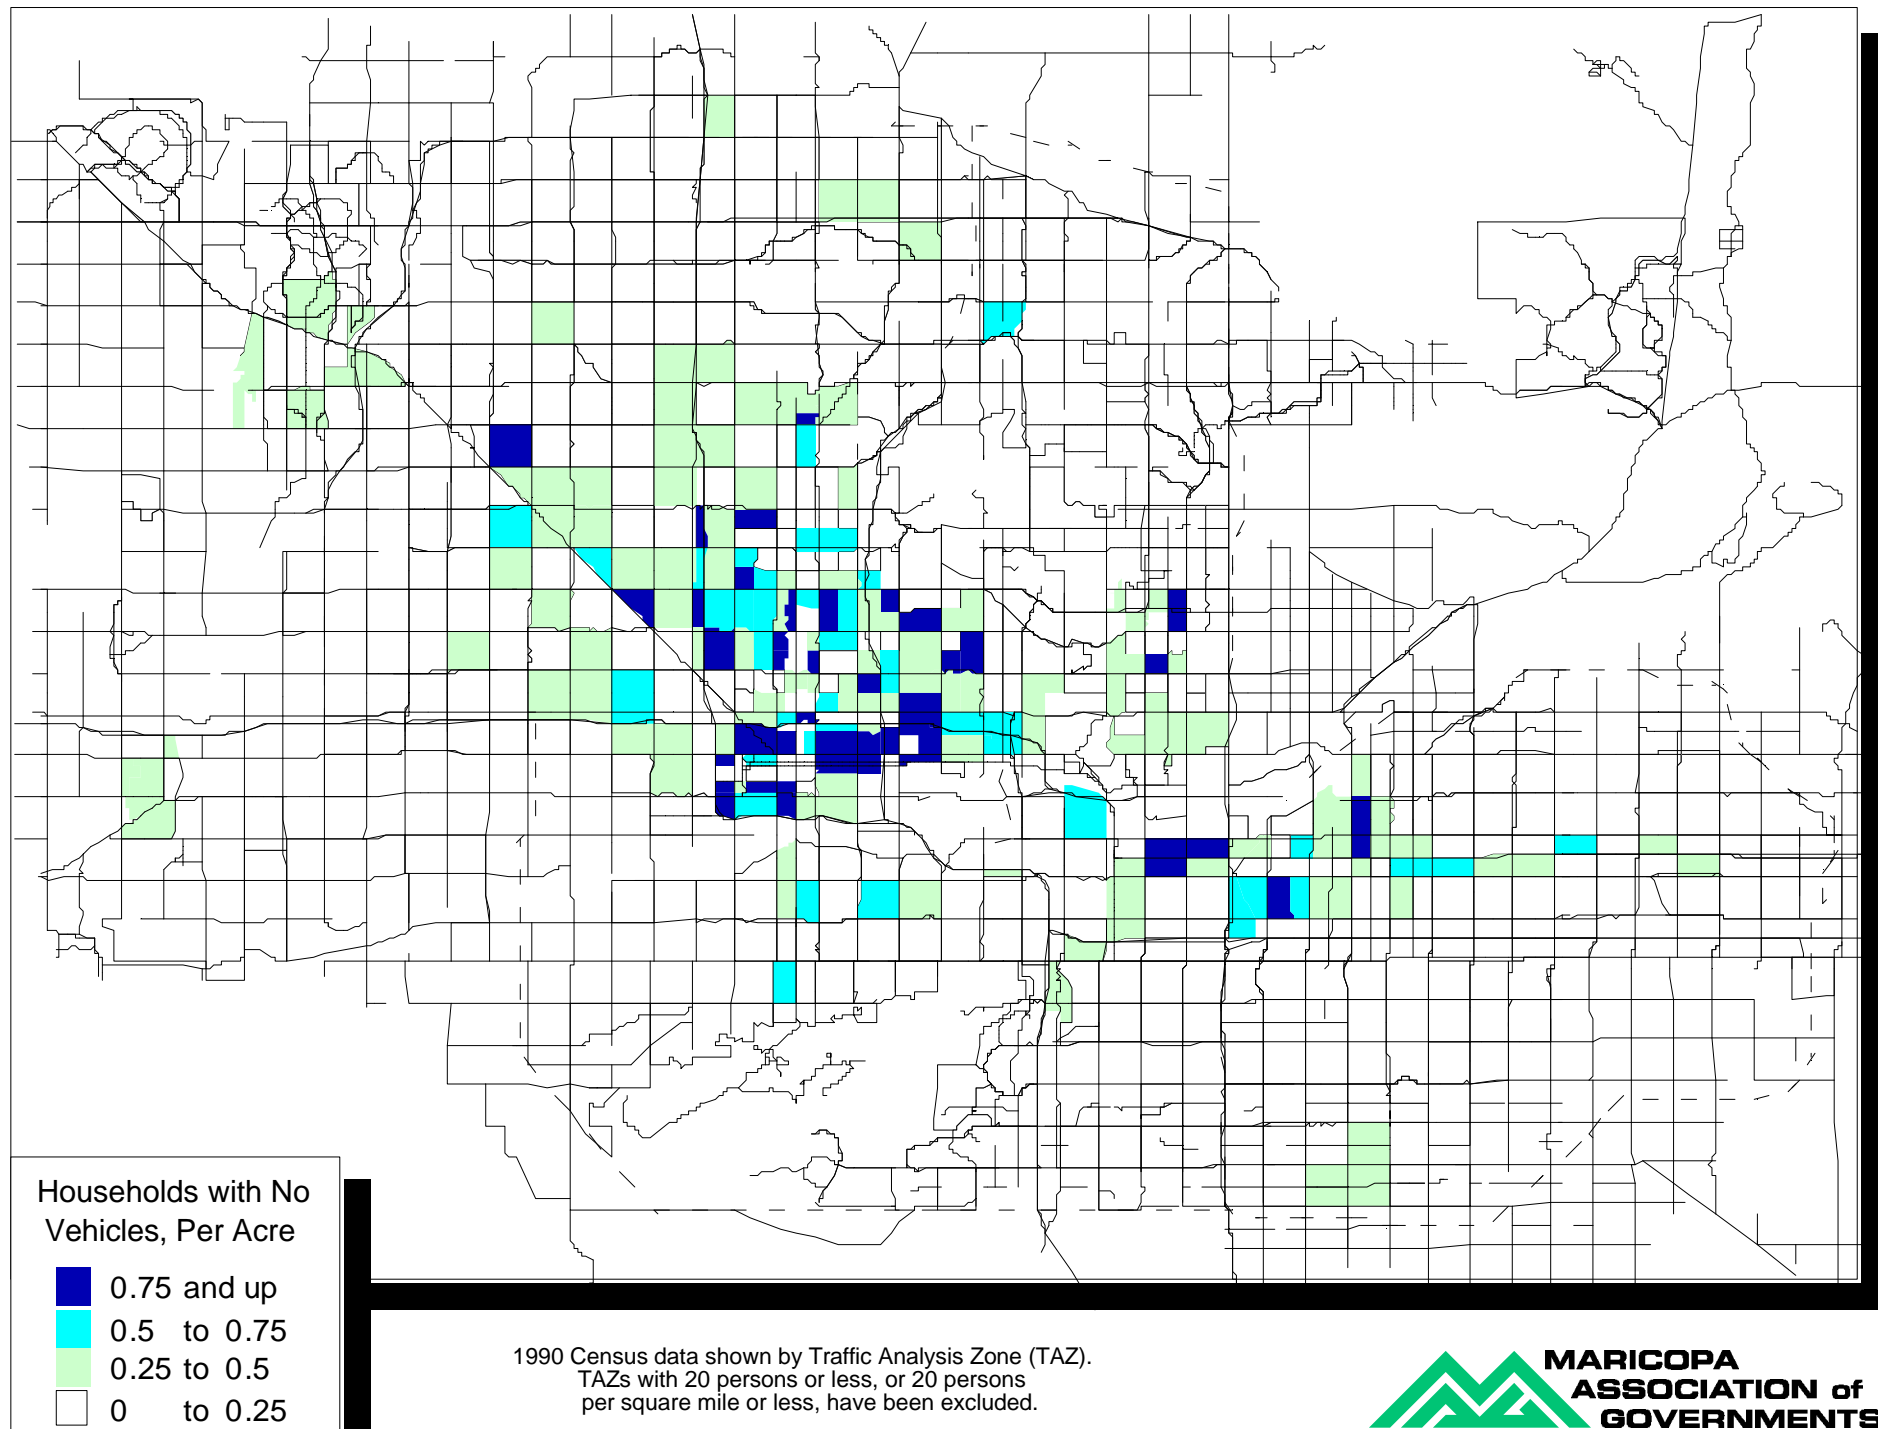 Households with No
Vehicles, Per Acre
0.75 and up
0.5 to 0.75
0.25 to 0.5
0 to 0.25
1990 Census data shown by Traffic Analysis Zone (TAZ).
TAZs with 20 persons or less, or 20 persons
per square mile or less, have been excluded.
MARICOPA
ASSOCIATION of
GOVERNMENTS